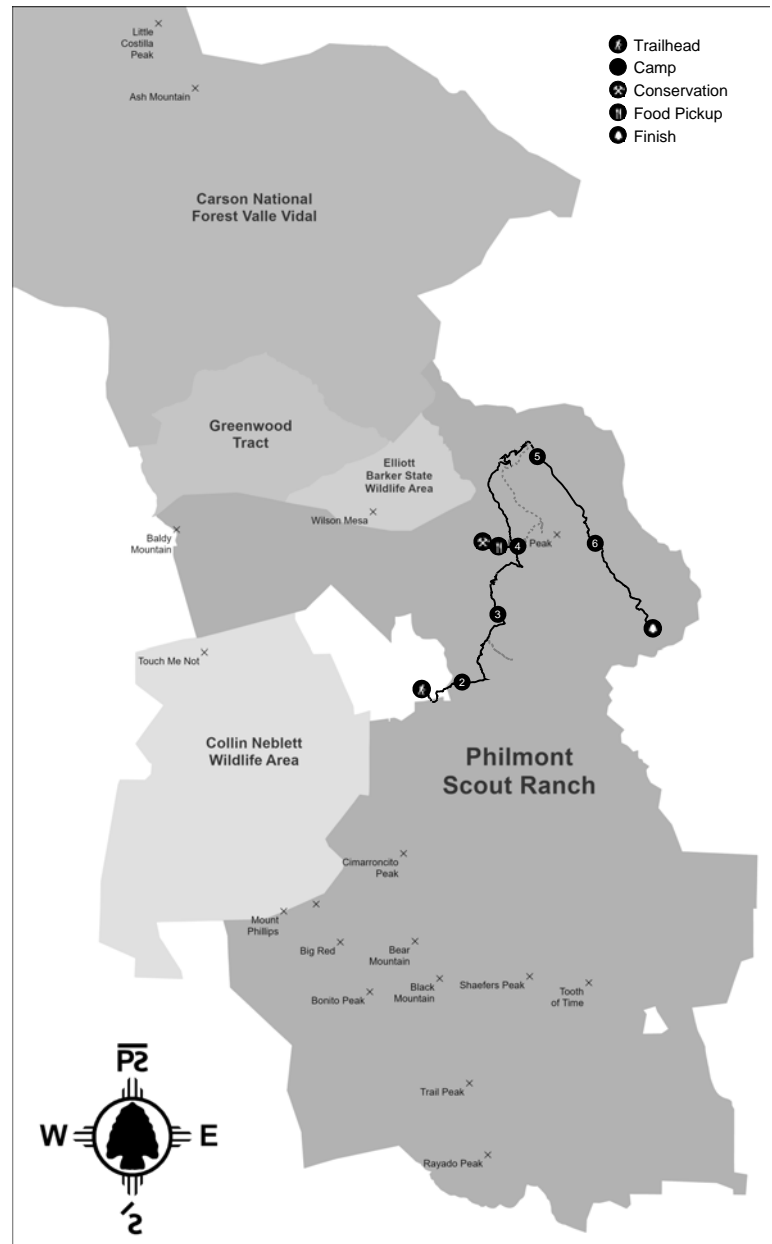 Little
Costilla
Peak
Ash Mountain
Trailhead
Camp
Conservation
Food Pickup
Finish
Carson National
Forest Valle Vidal
Greenwood
Tract
Elliott
Barker State
Wildlife Area
Wilson Mesa
Baldy
Mountain
5
4
Peak
6
3
Touch Me Not
2
Collin Neblett
Wildlife Area
Philmont
Scout Ranch
Cimarroncito
Peak
Mount
Phillips
Big Red
Bear
Mountain
Bonito Peak
Black
Mountain
Shaefers Peak
Tooth
of Time
Trail Peak
Rayado Peak
W
E